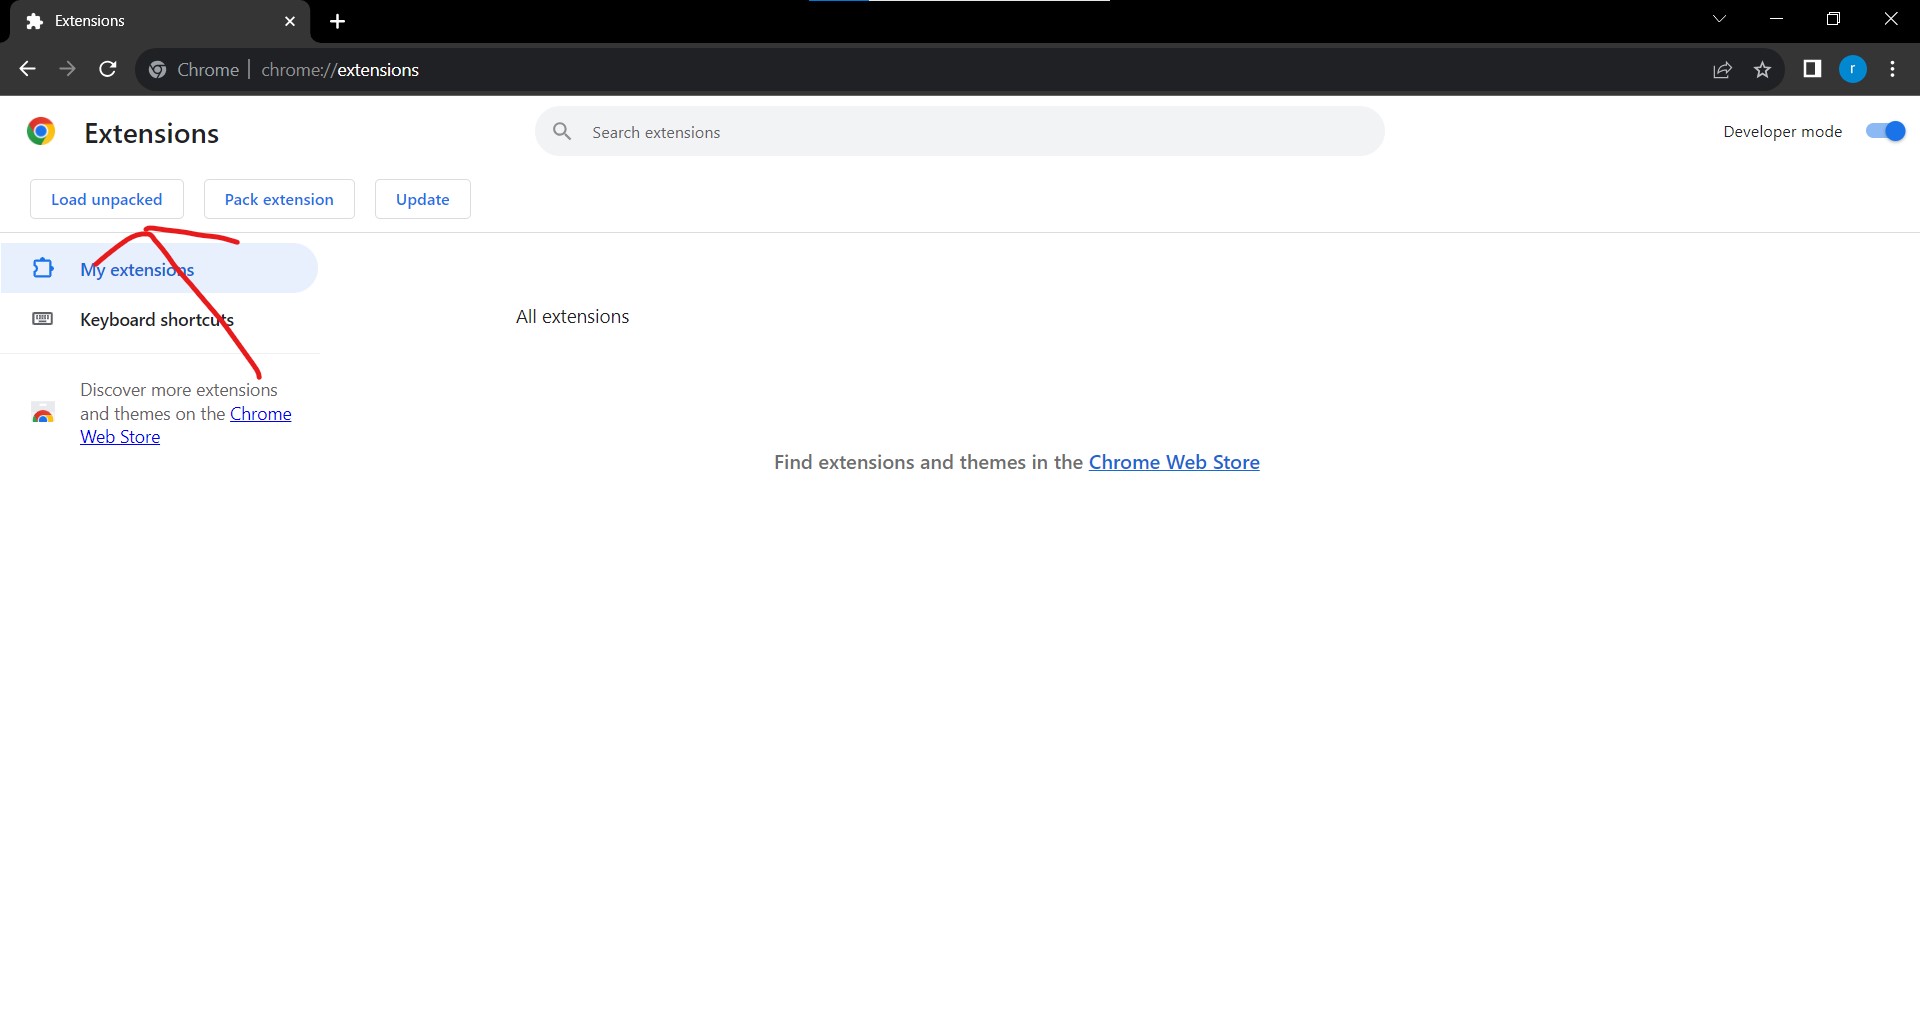 Extensions
Chrome | chrome://extensions
r
Extensions
Search extensions
Developer mode
Load unpacked
Pack extension
Update
My extensions
Keyboard shortcuts
Discover more extensions
and themes on the Chrome
Web Store
All extensions
Find extensions and themes in the Chrome Web Store